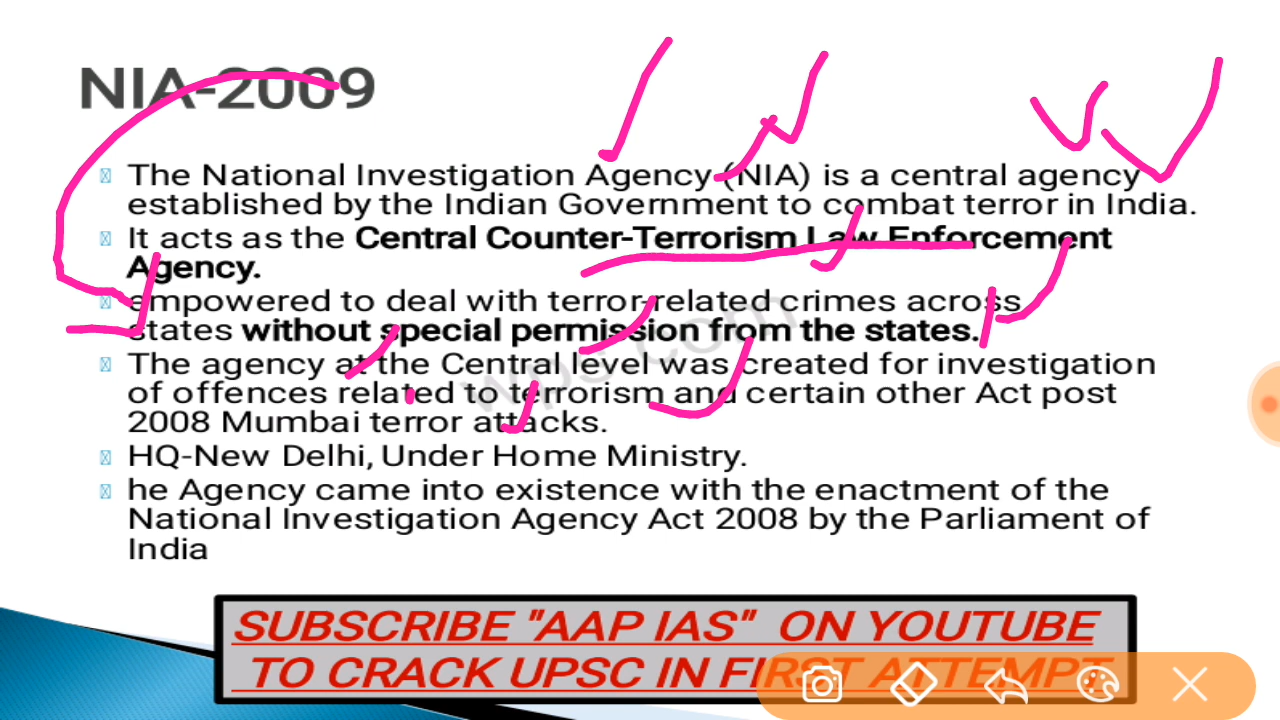 NIA-2009
The National Investigation Agency (NIA) is a central agency
established by the Indian Government to combat terror in India.
It acts as the Central Counter-Terrorism Law Enforcement
Agency.
empowered to deal with terror-related crimes across
states without special permission from the states.
The agency at the Central level was created for investigation
of offences related to terrorism and certain other Act post
2008 Mumbai terror attacks.
HQ-New Delhi, Under Home Ministry.
he Agency came into existence with the enactment of the
National Investigation Agency Act 2008 by the Parliament of
India
wps.com
SUBSCRIBE "AAP IAS" ON YOUTUBE
TO CRACK UPSC IN FIRST ATTEMPT